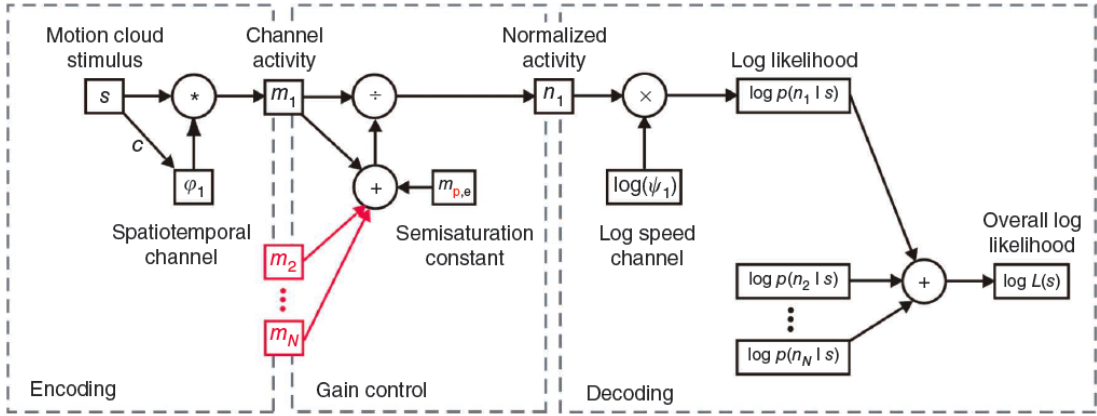 Motion cloud
stimulus
Channel
activity
Normalized
activity
Log likelihood
s
*
m1
÷
n1
×
log p(n1 | s)
c
φ1
+
mp,e
log(ψ1)
Spatiotemporal
channel
Semisaturation
constant
Log speed
channel
Overall log
likelihood
m2
log p(n2 | s)
+
log L(s)
mN
log p(nN | s)
Encoding
Gain control
Decoding